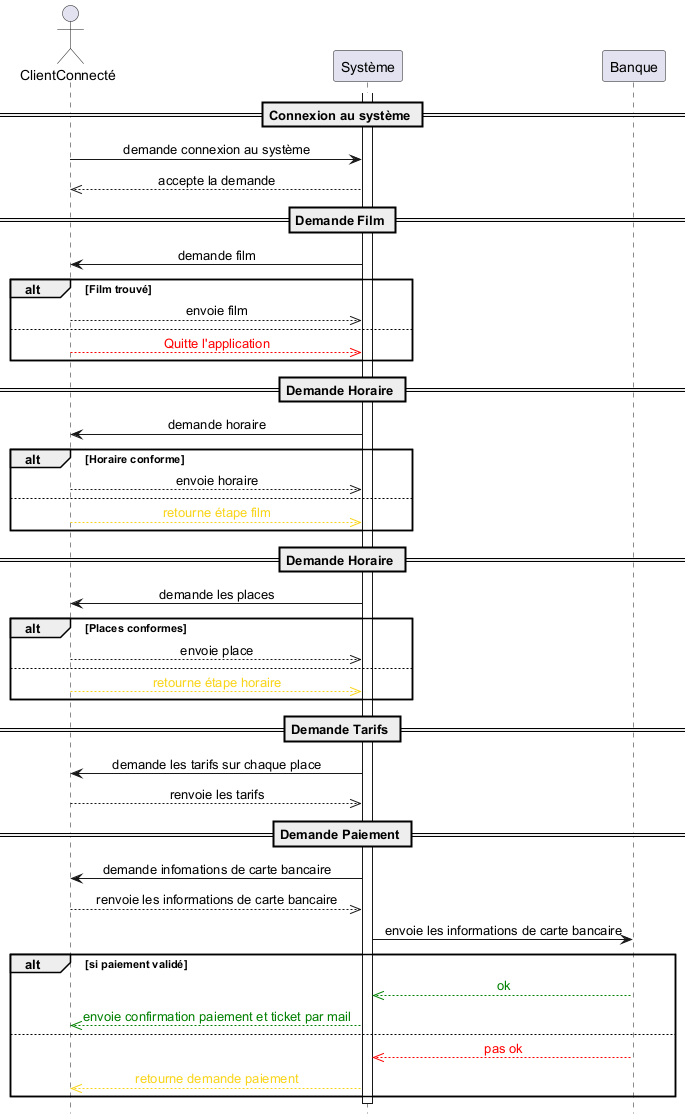 ClientConnecté
Système
Banque
Connexion au système
demande connexion au système
accepte la demande
Demande Film
demande film
alt [Film trouvé]
envoie film
Quitte l'application
Demande Horaire
demande horaire
alt [Horaire conforme]
envoie horaire
retourne étape film
Demande Horaire
demande les places
alt [Places conformes]
envoie place
retourne étape horaire
Demande Tarifs
demande les tarifs sur chaque place
renvoie les tarifs
Demande Paiement
demande infomations de carte bancaire
renvoie les informations de carte bancaire
envoie les informations de carte bancaire
alt [si paiement validé]
ok
envoie confirmation paiement et ticket par mail
pas ok
retourne demande paiement